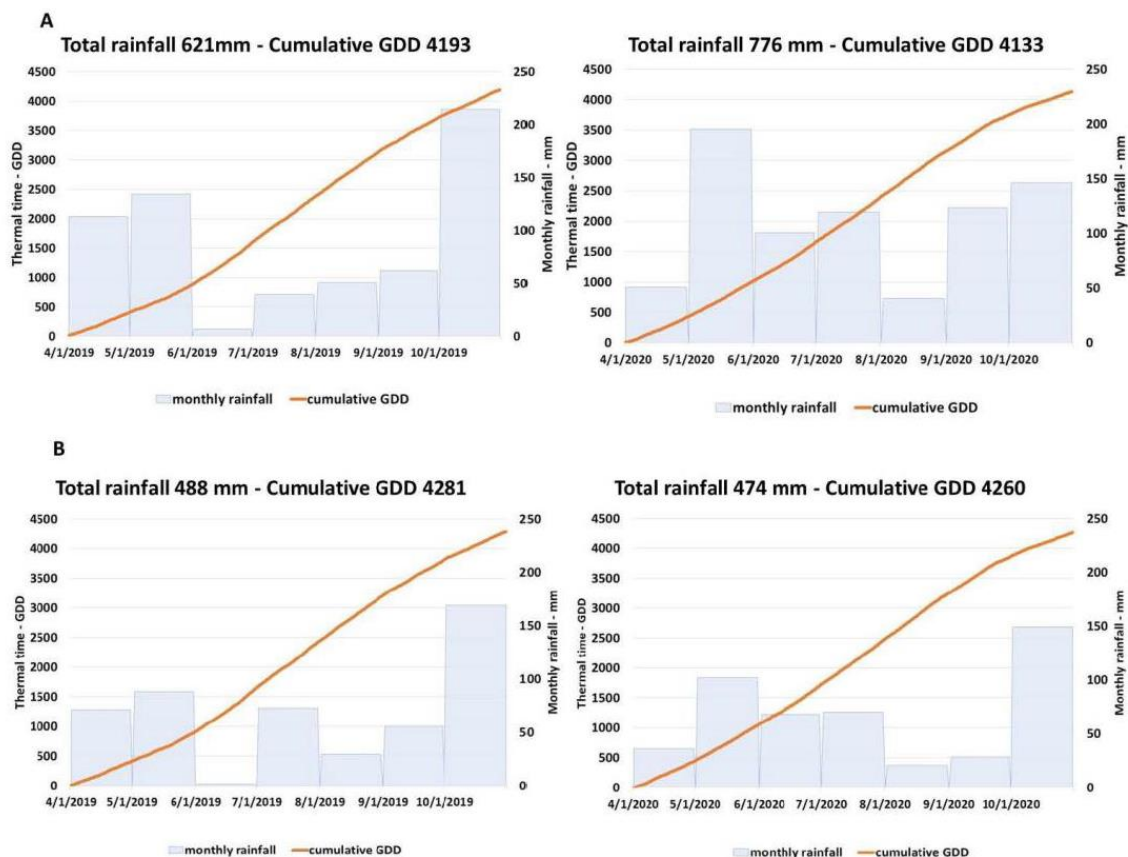 A
Total rainfall 621mm - Cumulative GDD 4193
4500
4000
3500
3000
2500
2000
1500
1000
500
0
Thermal time - GDD
250
200
150
100
50
0
Monthly rainfall - mm
4/1/2019 5/1/2019 6/1/2019 7/1/2019 8/1/2019 9/1/2019 10/1/2019
monthly rainfall cumulative GDD
Total rainfall 776 mm - Cumulative GDD 4133
4500
4000
3500
3000
2500
2000
1500
1000
500
0
Thermal time - GDD
250
200
150
100
50
0
Monthly rainfall - mm
4/1/2020 5/1/2020 6/1/2020 7/1/2020 8/1/2020 9/1/2020 10/1/2020
monthly rainfall cumulative GDD
B
Total rainfall 488 mm - Cumulative GDD 4281
4500
4000
3500
3000
2500
2000
1500
1000
500
0
Thermal time - GDD
250
200
150
100
50
0
Monthly rainfall - mm
4/1/2019 5/1/2019 6/1/2019 7/1/2019 8/1/2019 9/1/2019 10/1/2019
monthly rainfall cumulative GDD
Total rainfall 474 mm - Cumulative GDD 4260
4500
4000
3500
3000
2500
2000
1500
1000
500
0
Thermal time - GDD
250
200
150
100
50
0
Monthly rainfall - mm
4/1/2020 5/1/2020 6/1/2020 7/1/2020 8/1/2020 9/1/2020 10/1/2020
monthly rainfall cumulative GDD